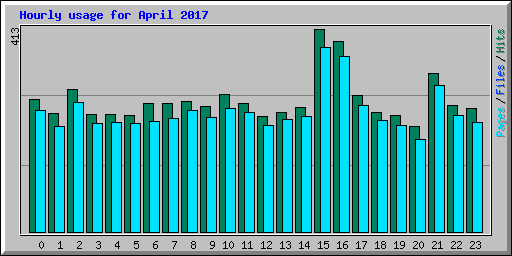 Hourly usage for April 2017
413
Pages/Files/Hits
0 1 2 3 4 5 6 7 8 9 10 11 12 13 14 15 16 17 18 19 20 21 22 23